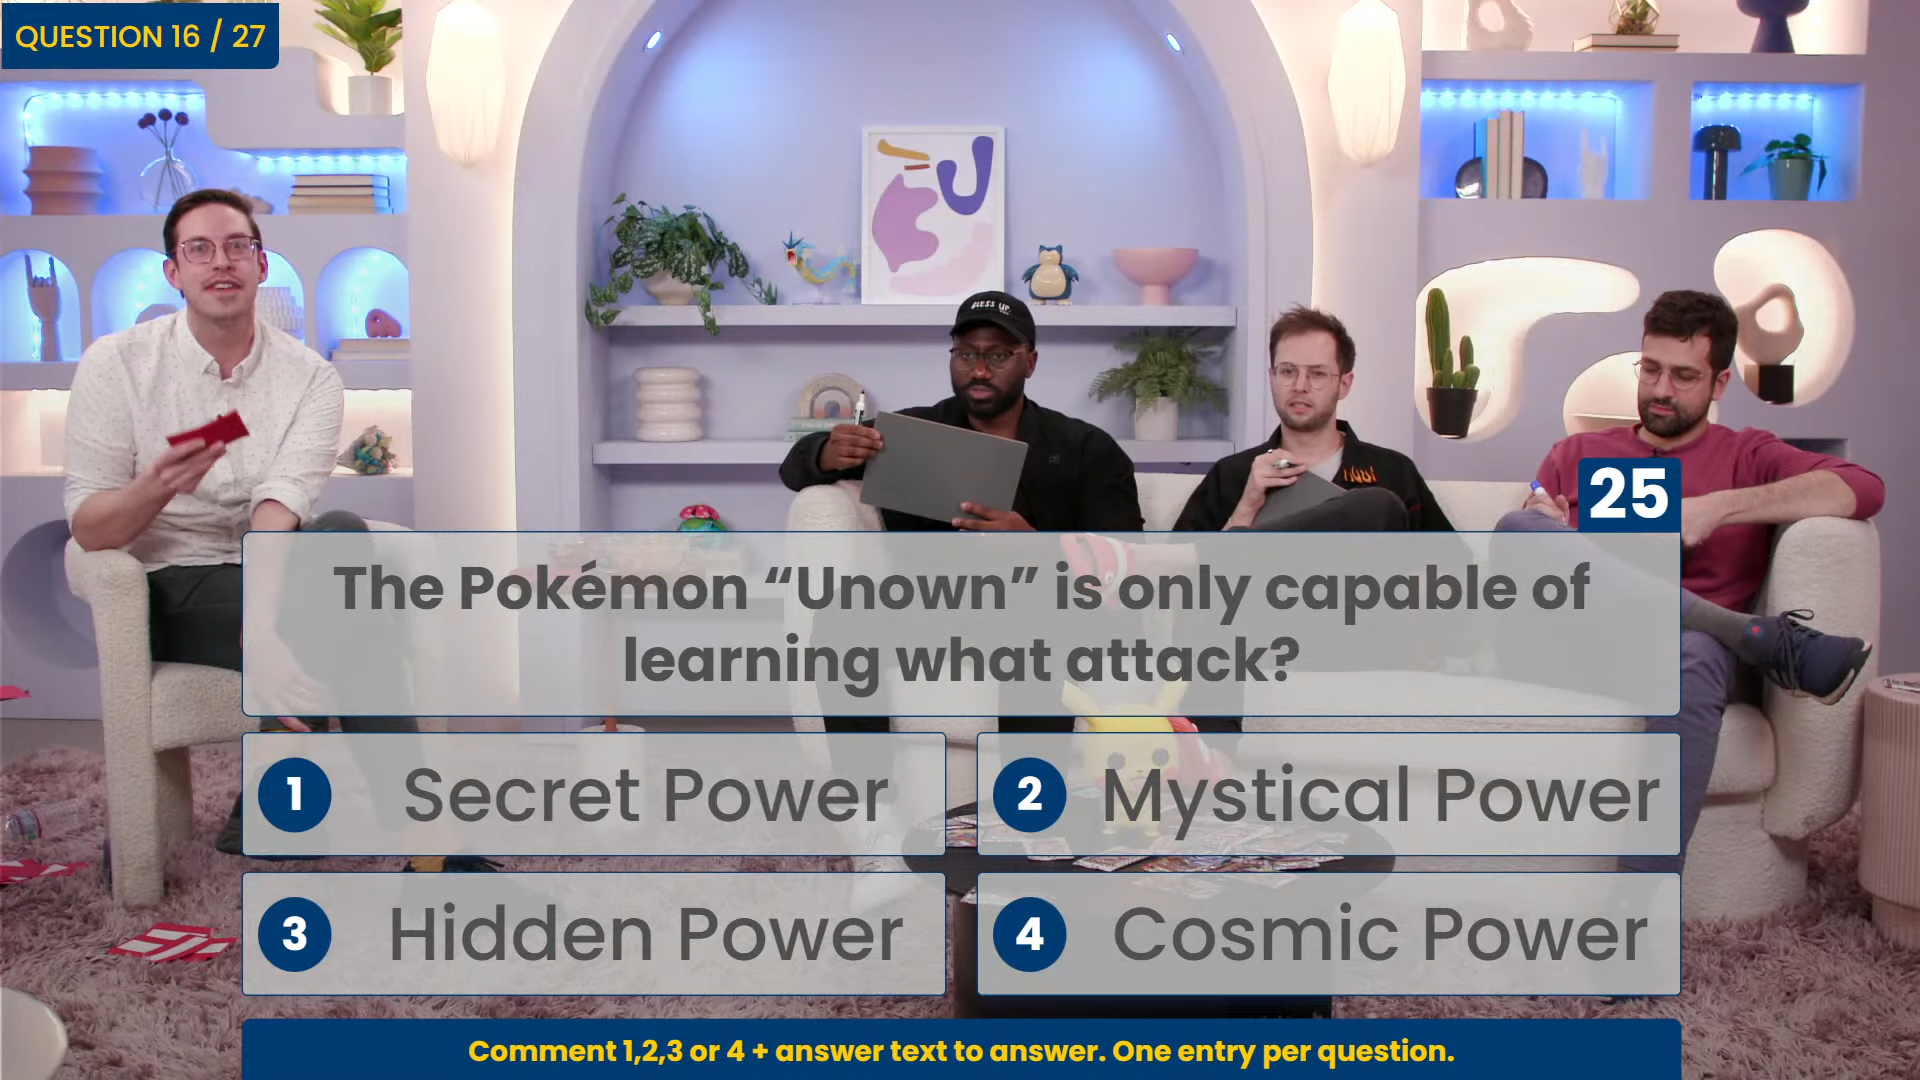 QUESTION 16 / 27
BLESS UP.
25
The Pokémon “Unown” is only capable of
learning what attack?
1 Secret Power
2 Mystical Power
3 Hidden Power
4 Cosmic Power
Comment 1,2,3 or 4 + answer text to answer. One entry per question.